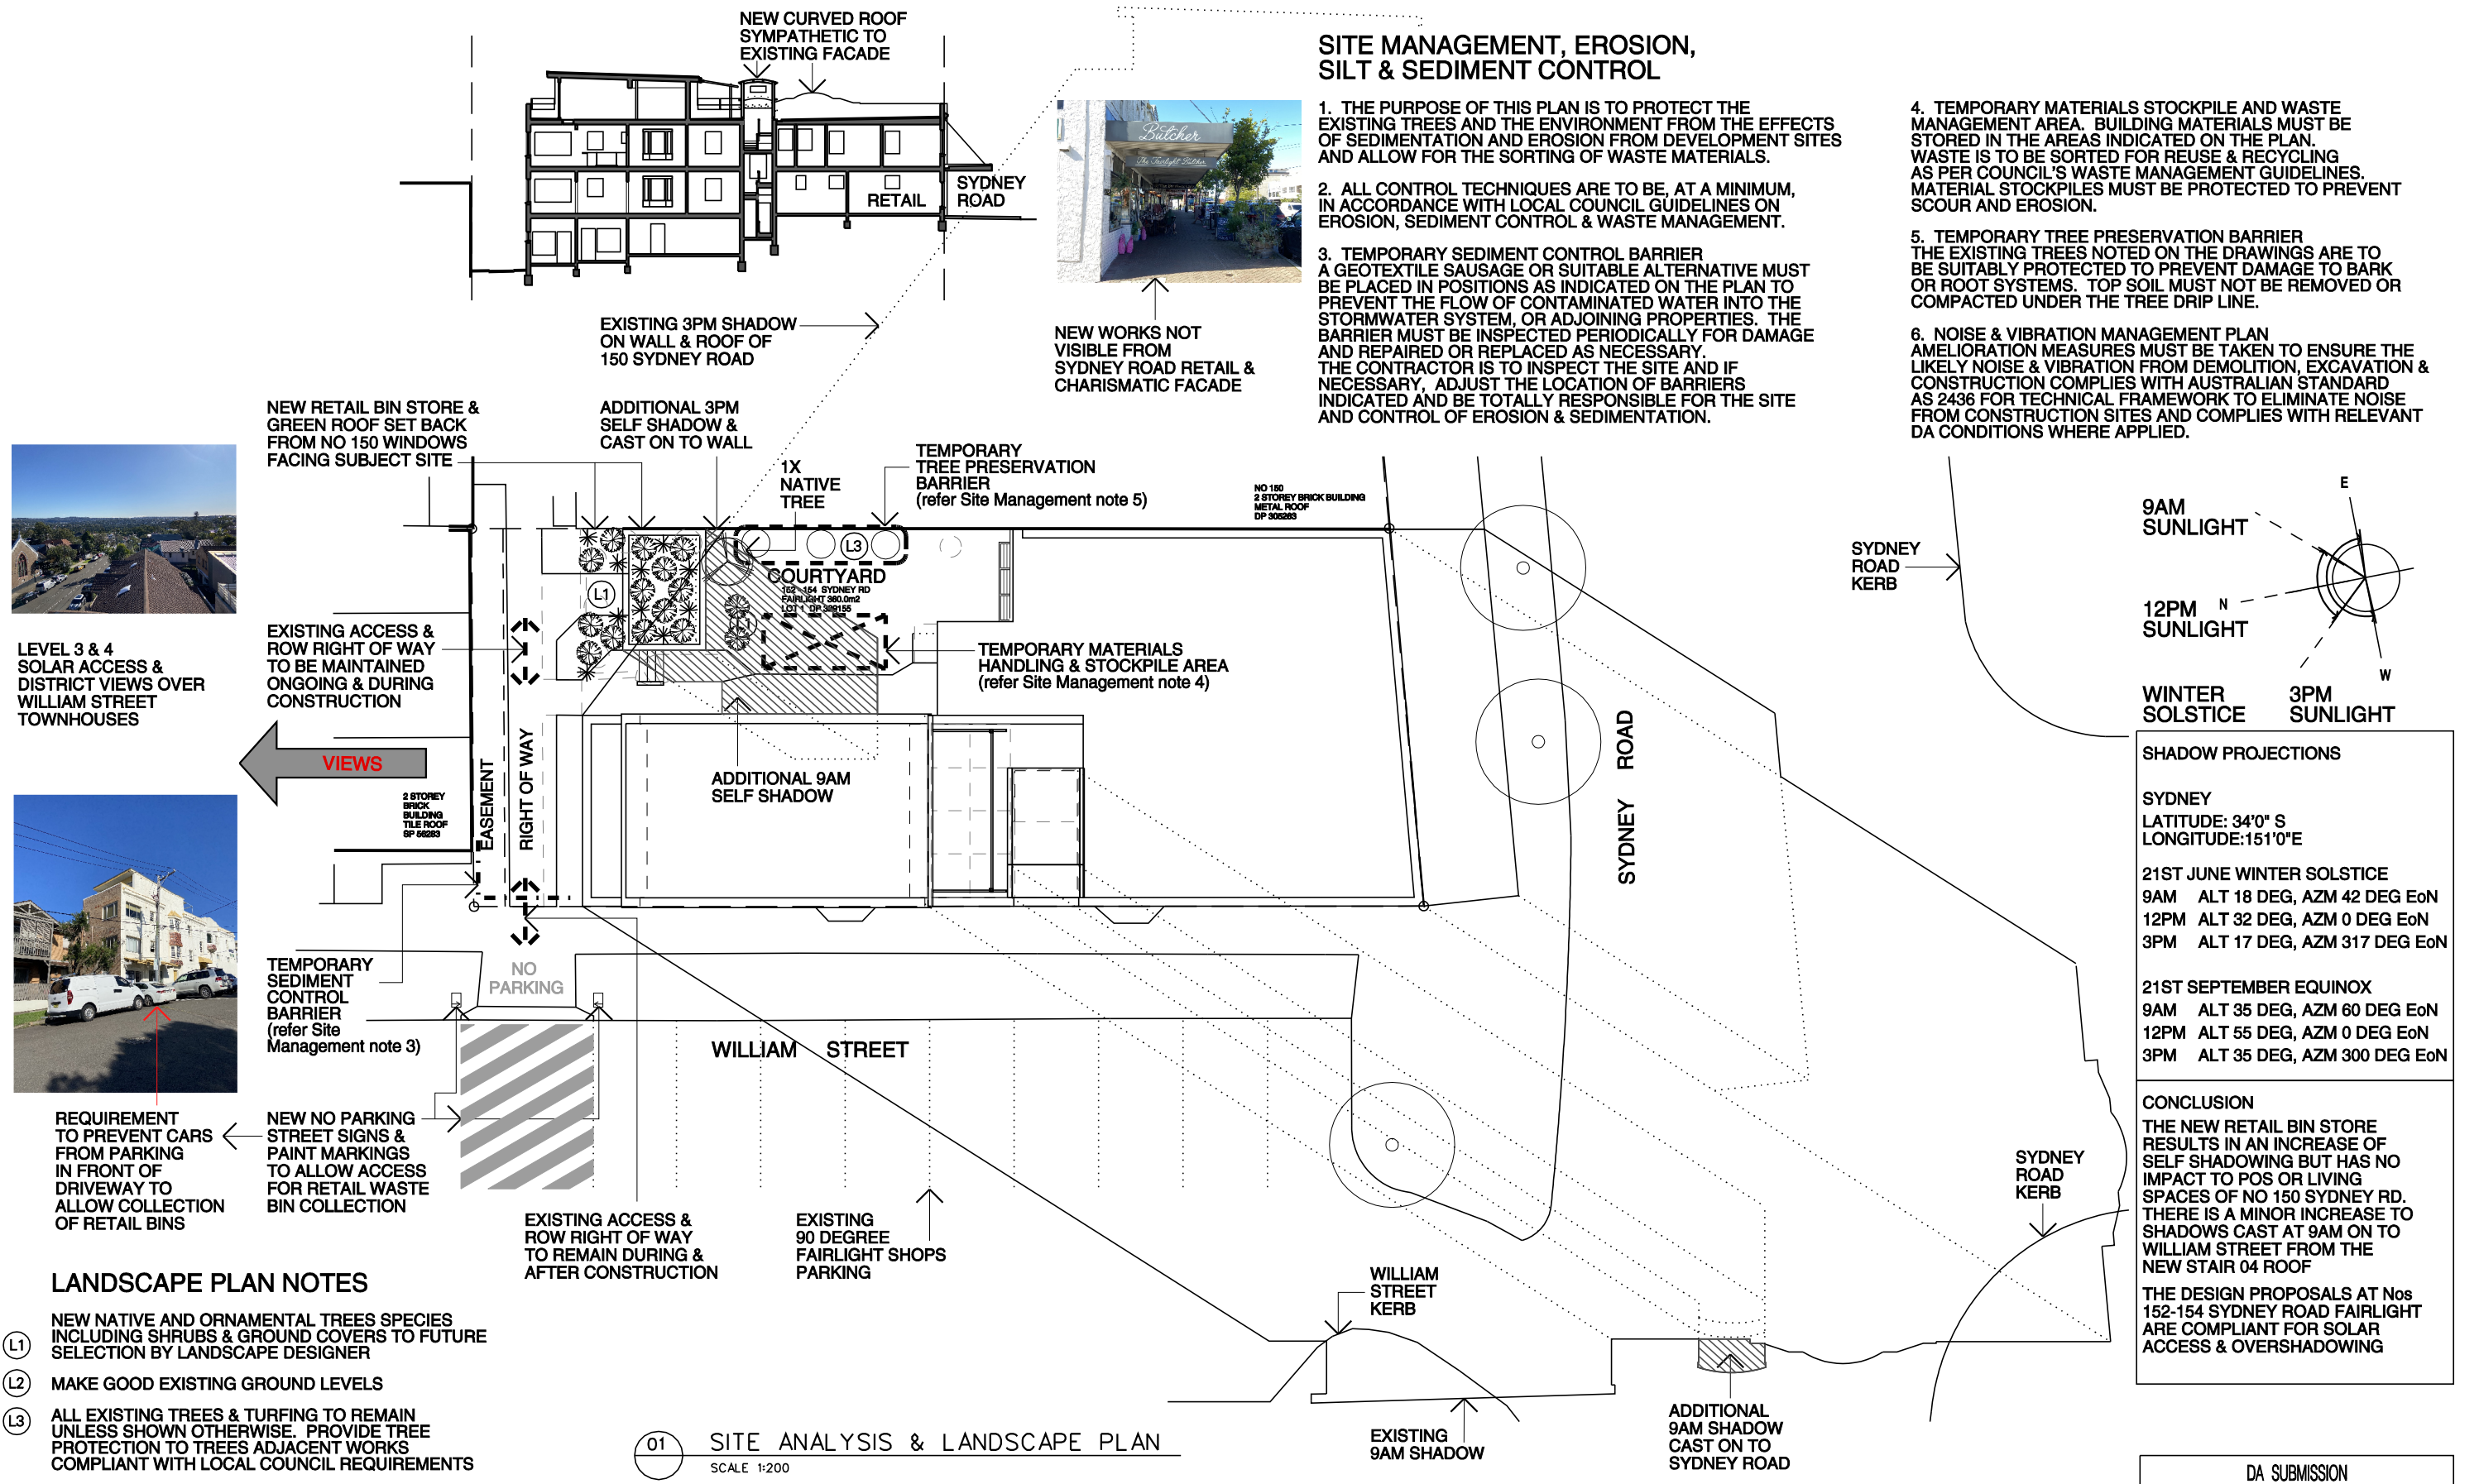 NEW CURVED ROOF
SYMPATHETIC TO
EXISTING FACADE
RETAIL
SYDNEY
ROAD
EXISTING 3PM SHADOW
ON WALL & ROOF OF
150 SYDNEY ROAD
Butcher
The Fairlight Butcher
NEW WORKS NOT
VISIBLE FROM
SYDNEY ROAD RETAIL &
CHARISMATIC FACADE
SITE MANAGEMENT, EROSION,
SILT & SEDIMENT CONTROL
1. THE PURPOSE OF THIS PLAN IS TO PROTECT THE
EXISTING TREES AND THE ENVIRONMENT FROM THE EFFECTS
OF SEDIMENTATION AND EROSION FROM DEVELOPMENT SITES
AND ALLOW FOR THE SORTING OF WASTE MATERIALS.
2. ALL CONTROL TECHNIQUES ARE TO BE, AT A MINIMUM,
IN ACCORDANCE WITH LOCAL COUNCIL GUIDELINES ON
EROSION, SEDIMENT CONTROL & WASTE MANAGEMENT.
3. TEMPORARY SEDIMENT CONTROL BARRIER
A GEOTEXTILE SAUSAGE OR SUITABLE ALTERNATIVE MUST
BE PLACED IN POSITIONS AS INDICATED ON THE PLAN TO
PREVENT THE FLOW OF CONTAMINATED WATER INTO THE
STORMWATER SYSTEM, OR ADJOINING PROPERTIES. THE
BARRIER MUST BE INSPECTED PERIODICALLY FOR DAMAGE
AND REPAIRED OR REPLACED AS NECESSARY.
THE CONTRACTOR IS TO INSPECT THE SITE AND IF
NECESSARY, ADJUST THE LOCATION OF BARRIERS
INDICATED AND BE TOTALLY RESPONSIBLE FOR THE SITE
AND CONTROL OF EROSION & SEDIMENTATION.
4. TEMPORARY MATERIALS STOCKPILE AND WASTE
MANAGEMENT AREA. BUILDING MATERIALS MUST BE
STORED IN THE AREAS INDICATED ON THE PLAN.
WASTE IS TO BE SORTED FOR REUSE & RECYCLING
AS PER COUNCIL'S WASTE MANAGEMENT GUIDELINES.
MATERIAL STOCKPILES MUST BE PROTECTED TO PREVENT
SCOUR AND EROSION.
5. TEMPORARY TREE PRESERVATION BARRIER
THE EXISTING TREES NOTED ON THE DRAWINGS ARE TO
BE SUITABLY PROTECTED TO PREVENT DAMAGE TO BARK
OR ROOT SYSTEMS. TOP SOIL MUST NOT BE REMOVED OR
COMPACTED UNDER THE TREE DRIP LINE.
6. NOISE & VIBRATION MANAGEMENT PLAN
AMELIORATION MEASURES MUST BE TAKEN TO ENSURE THE
LIKELY NOISE & VIBRATION FROM DEMOLITION, EXCAVATION &
CONSTRUCTION COMPLIES WITH AUSTRALIAN STANDARD
AS 2436 FOR TECHNICAL FRAMEWORK TO ELIMINATE NOISE
FROM CONSTRUCTION SITES AND COMPLIES WITH RELEVANT
DA CONDITIONS WHERE APPLIED.
NEW RETAIL BIN STORE &
GREEN ROOF SET BACK
FROM NO 150 WINDOWS
FACING SUBJECT SITE
ADDITIONAL 3PM
SELF SHADOW &
CAST ON TO WALL
1X
NATIVE
TREE
TEMPORARY
TREE PRESERVATION
BARRIER
(refer Site Management note 5)
NO 150
2 STOREY BRICK BUILDING
METAL ROOF
DP 305283
L3
COURTYARD
152 - 154 SYDNEY RD
FAIRLIGHT 380.0m2
LOT 1 DP 329155
L1
LEVEL 3 & 4
SOLAR ACCESS &
DISTRICT VIEWS OVER
WILLIAM STREET
TOWNHOUSES
EXISTING ACCESS &
ROW RIGHT OF WAY
TO BE MAINTAINED
ONGOING & DURING
CONSTRUCTION
TEMPORARY MATERIALS
HANDLING & STOCKPILE AREA
(refer Site Management note 4)
VIEWS
2 STOREY
BRICK
BUILDING
TILE ROOF
SP 56283
EASEMENT
RIGHT OF WAY
ADDITIONAL 9AM
SELF SHADOW
SYDNEY ROAD
SYDNEY
ROAD
KERB
9AM
SUNLIGHT
12PM
SUNLIGHT
E
N
W
WINTER
SOLSTICE
3PM
SUNLIGHT
SHADOW PROJECTIONS
SYDNEY
LATITUDE: 34'0" S
LONGITUDE:151'0"E
21ST JUNE WINTER SOLSTICE
9AM ALT 18 DEG, AZM 42 DEG EoN
12PM ALT 32 DEG, AZM 0 DEG EoN
3PM ALT 17 DEG, AZM 317 DEG EoN
21ST SEPTEMBER EQUINOX
9AM ALT 35 DEG, AZM 60 DEG EoN
12PM ALT 55 DEG, AZM 0 DEG EoN
3PM ALT 35 DEG, AZM 300 DEG EoN
CONCLUSION
THE NEW RETAIL BIN STORE
RESULTS IN AN INCREASE OF
SELF SHADOWING BUT HAS NO
IMPACT TO POS OR LIVING
SPACES OF NO 150 SYDNEY RD.
THERE IS A MINOR INCREASE TO
SHADOWS CAST AT 9AM ON TO
WILLIAM STREET FROM THE
NEW STAIR 04 ROOF
THE DESIGN PROPOSALS AT Nos
152-154 SYDNEY ROAD FAIRLIGHT
ARE COMPLIANT FOR SOLAR
ACCESS & OVERSHADOWING
TEMPORARY
SEDIMENT
CONTROL
BARRIER
(refer Site
Management note 3)
NO
PARKING
WILLIAM STREET
REQUIREMENT
TO PREVENT CARS
FROM PARKING
IN FRONT OF
DRIVEWAY TO
ALLOW COLLECTION
OF RETAIL BINS
NEW NO PARKING
STREET SIGNS &
PAINT MARKINGS
TO ALLOW ACCESS
FOR RETAIL WASTE
BIN COLLECTION
EXISTING ACCESS &
ROW RIGHT OF WAY
TO REMAIN DURING &
AFTER CONSTRUCTION
EXISTING
90 DEGREE
FAIRLIGHT SHOPS
PARKING
SYDNEY
ROAD
KERB
WILLIAM
STREET
KERB
EXISTING
9AM SHADOW
ADDITIONAL
9AM SHADOW
CAST ON TO
SYDNEY ROAD
LANDSCAPE PLAN NOTES
L1 NEW NATIVE AND ORNAMENTAL TREES SPECIES
INCLUDING SHRUBS & GROUND COVERS TO FUTURE
SELECTION BY LANDSCAPE DESIGNER
L2 MAKE GOOD EXISTING GROUND LEVELS
L3 ALL EXISTING TREES & TURFING TO REMAIN
UNLESS SHOWN OTHERWISE. PROVIDE TREE
PROTECTION TO TREES ADJACENT WORKS
COMPLIANT WITH LOCAL COUNCIL REQUIREMENTS
01 SITE ANALYSIS & LANDSCAPE PLAN
SCALE 1:200
DA SUBMISSION